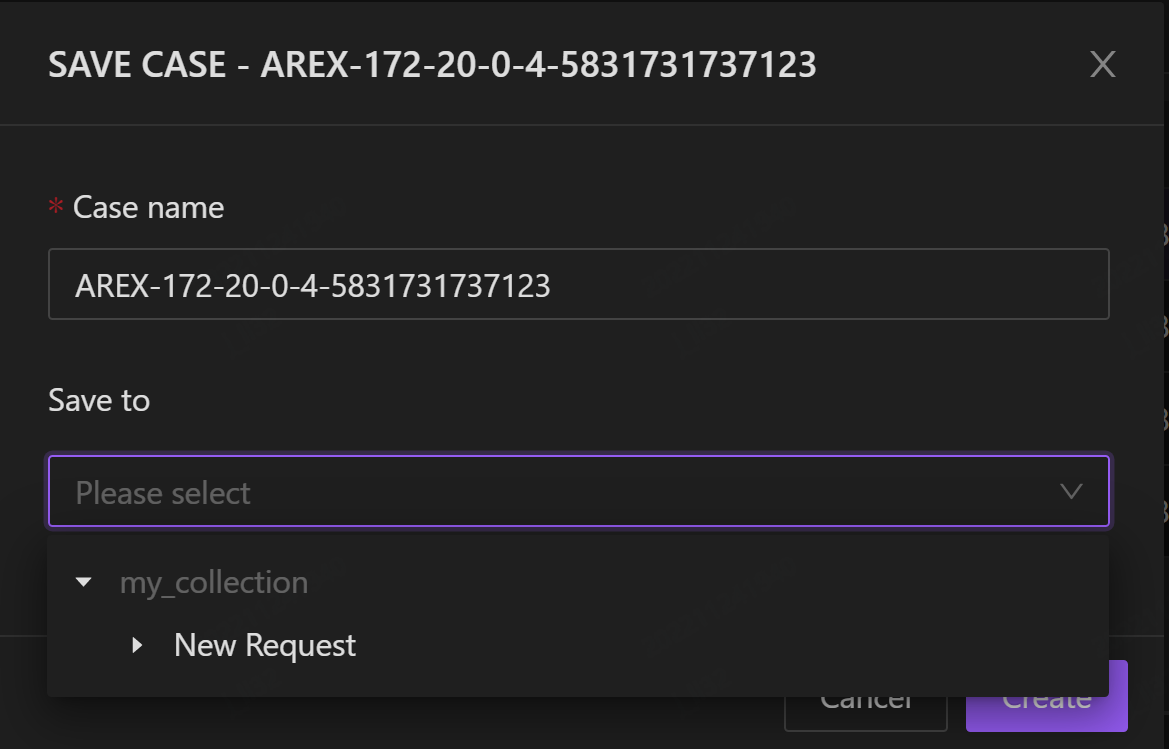 SAVE CASE - AREX-172-20-0-4-5831731737123
* Case name
AREX-172-20-0-4-5831731737123
Save to
Please select
my_collection
New Request
Cancel
Create